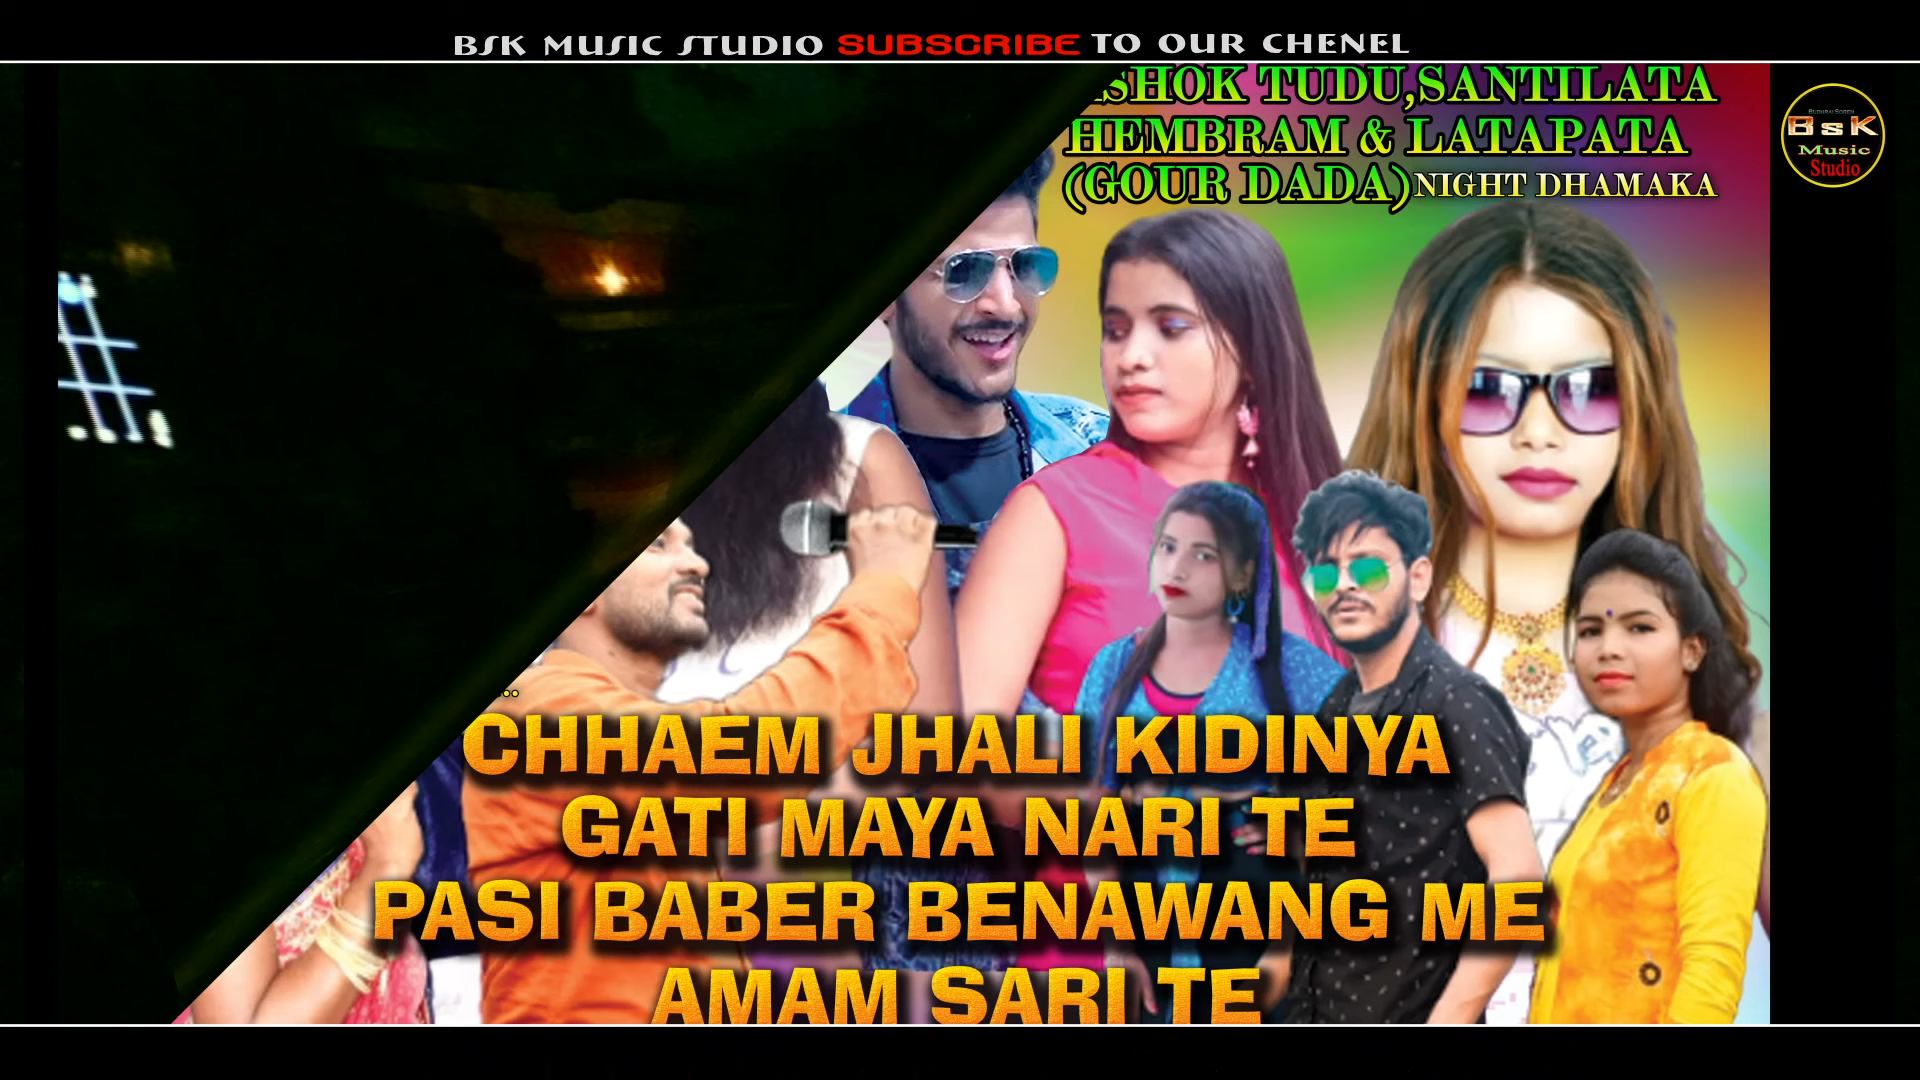 BSK MUSIC STUDIO SUBSCRIBE TO OUR CHENEL
SHOK TUDU,SANTILATA
HEMBRAM & LATAPATA
(GOUR DADA) NIGHT DHAMAKA
BsK
Music
Studio
CHHAEM JHALI KIDINYA
GATI MAYA NARI TE
PASI BABER BENAWANG ME
AMAM SARI TE